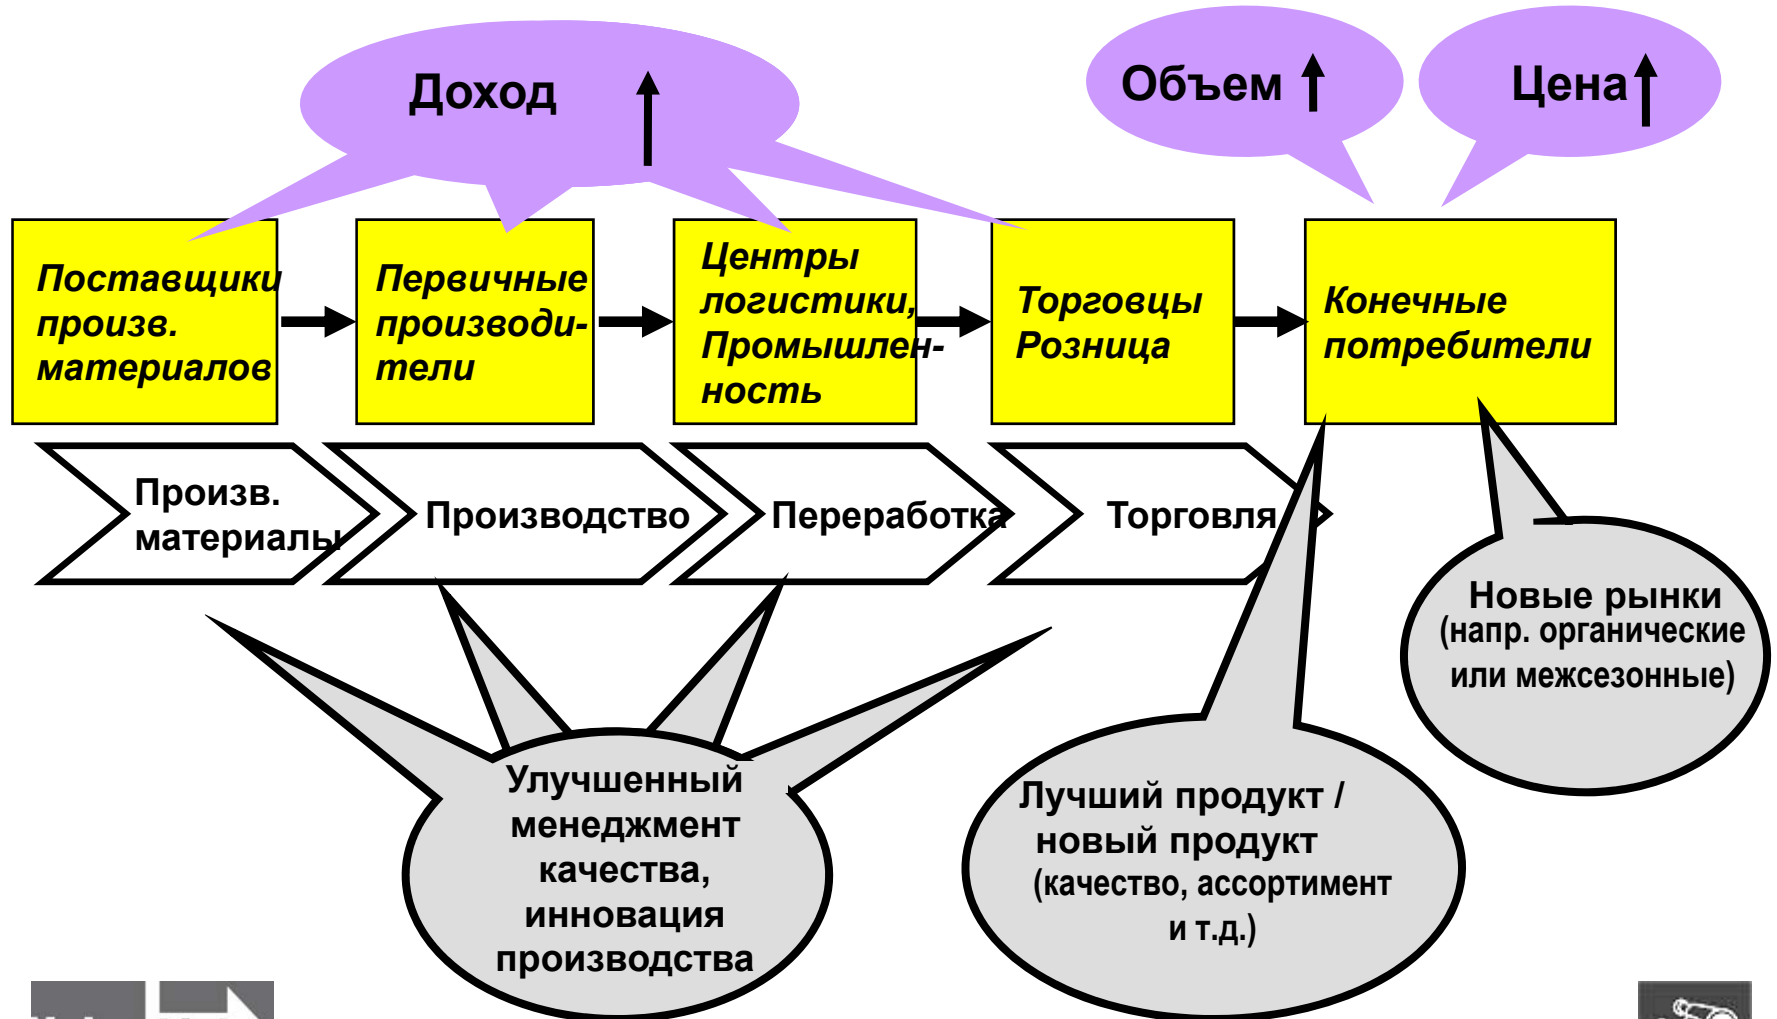 Доход
Объем
Цена
Поставщики
произв.
материалов
Первичные
производи-
тели
Центры
логистики,
Промышлен-
ность
Торговцы
Розница
Конечные
потребители
Произв.
материалы
Производство
Переработка
Торговля
Новые рынки
(напр. органические
или межсезонные)
Улучшенный
менеджмент
качества,
инновация
производства
Лучший продукт /
новый продукт
(качество, ассортимент
и т.д.)